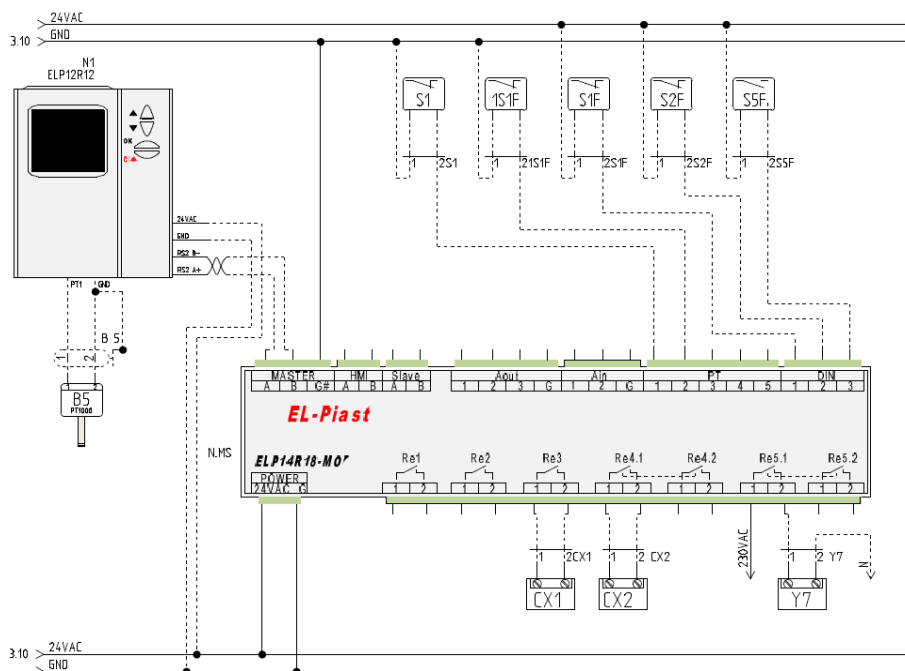 24VAC
3.10 GND
N1
ELP12R12
S1 1S1F S1F S2F S5F
1 2S1 1 21S1F 1 2S1F 1 2S2F 1 2S5F
OK
24VAC
GND
RS2 B-
RS2 A+
PT1 GND
B 5
1 2
B5
PT1000
MASTER HMI Slave Aout Ain PT DIN
A B G# A B A B 1 2 3 G 1 2 G 1 2 3 4 5 1 2 3
EL-Piast
N.MS
ELP14R18-MOD
Re1 Re2 Re3 Re4.1 Re4.2 Re5.1 Re5.2
POWER
24VAC G 1 2 1 2 1 2 1 2 1 2 1 2 1 2
1 2CX1 1 2 CX2 230VAC 1 2 Y7 N
CX1 CX2 Y7
3.10 24VAC
GND